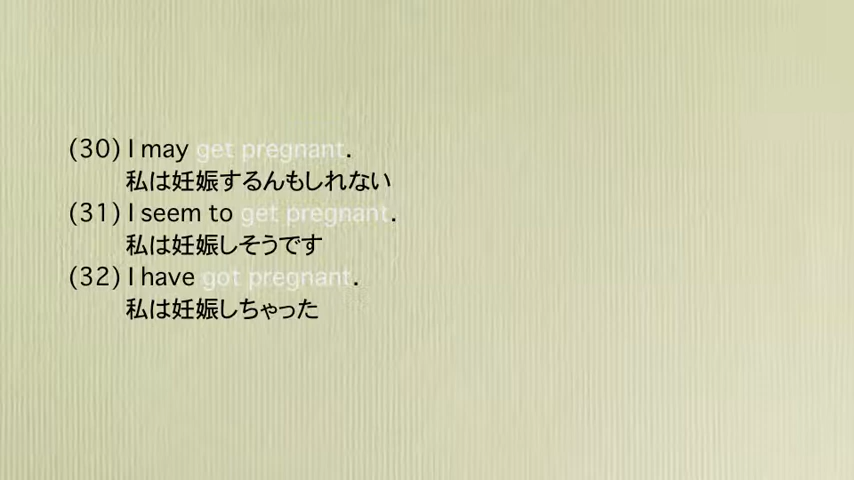 (30) I may get pregnant.
私は妊娠するんもしれない
(31) I seem to get pregnant.
私は妊娠しそうです
(32) I have got pregnant.
私は妊娠しちゃった